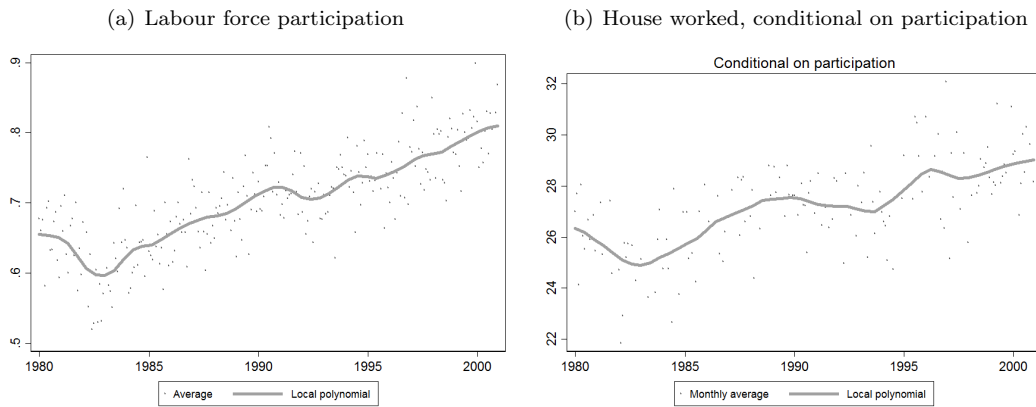 (a) Labour force participation
.9
.8
.7
.6
.5
1980 1985 1990 1995 2000
Average Local polynomial
(b) House worked, conditional on participation
Conditional on participation
32
30
28
26
24
22
1980 1985 1990 1995 2000
Monthly average Local polynomial